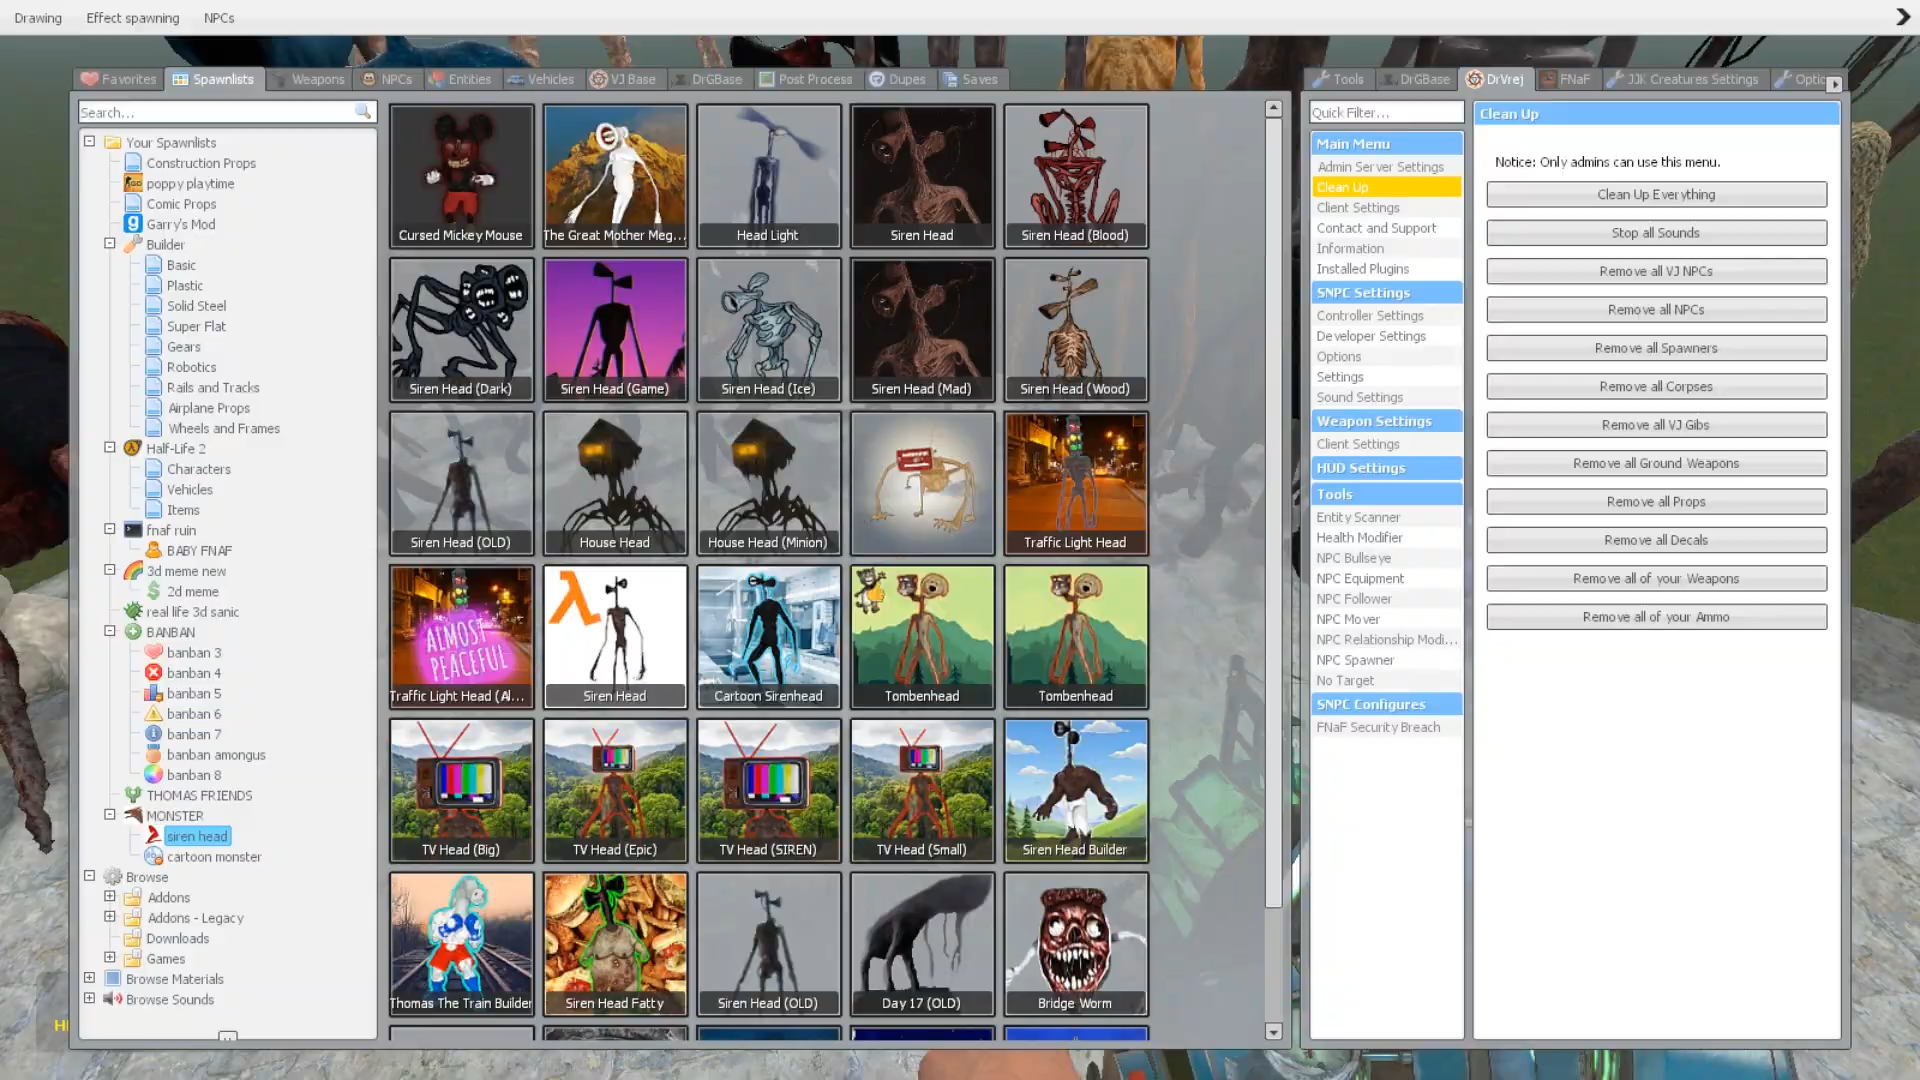 Drawing Effect spawning NPCs
Favorites Spawnlists Weapons NPCs Entities Vehicles VJ Base DrGBase Post Process Dupes Saves
Tools DrGBase DrVrej FNaF JJK Creatures Settings Optic
Search...
Your Spawnlists
Construction Props
poppy playtime
Comic Props
Garry's Mod
Builder
Basic
Plastic
Solid Steel
Super Flat
Gears
Robotics
Rails and Tracks
Airplane Props
Wheels and Frames
Half-Life 2
Characters
Vehicles
Items
fnaf ruin
BABY FNAF
3d meme new
2d meme
real life 3d sanic
BANBAN
banban 3
banban 4
banban 5
banban 6
banban 7
banban amongus
banban 8
THOMAS FRIENDS
MONSTER
siren head
cartoon monster
Browse
Addons
Addons - Legacy
Downloads
Games
Browse Materials
Browse Sounds
Cursed Mickey Mouse
The Great Mother Meg...
Head Light
Siren Head
Siren Head (Blood)
Siren Head (Dark)
Siren Head (Game)
Siren Head (Ice)
Siren Head (Mad)
Siren Head (Wood)
Siren Head (OLD)
House Head
House Head (Minion)
Traffic Light Head
ALMOST
PEACEFUL
Traffic Light Head (Al...
Siren Head
Cartoon Sirenhead
Tombenhead
Tombenhead
TV Head (Big)
TV Head (Epic)
TV Head (SIREN)
TV Head (Small)
Siren Head Builder
Thomas The Train Builder
Siren Head Fatty
Siren Head (OLD)
Day 17 (OLD)
Bridge Worm
Quick Filter...
Main Menu
Admin Server Settings
Clean Up
Client Settings
Contact and Support
Information
Installed Plugins
SNPC Settings
Controller Settings
Developer Settings
Options
Settings
Sound Settings
Weapon Settings
Client Settings
HUD Settings
Tools
Entity Scanner
Health Modifier
NPC Bullseye
NPC Equipment
NPC Follower
NPC Mover
NPC Relationship Modi...
NPC Spawner
No Target
SNPC Configures
FNaF Security Breach
Clean Up
Notice: Only admins can use this menu.
Clean Up Everything
Stop all Sounds
Remove all VJ NPCs
Remove all NPCs
Remove all Spawners
Remove all Corpses
Remove all VJ Gibs
Remove all Ground Weapons
Remove all Props
Remove all Decals
Remove all of your Weapons
Remove all of your Ammo